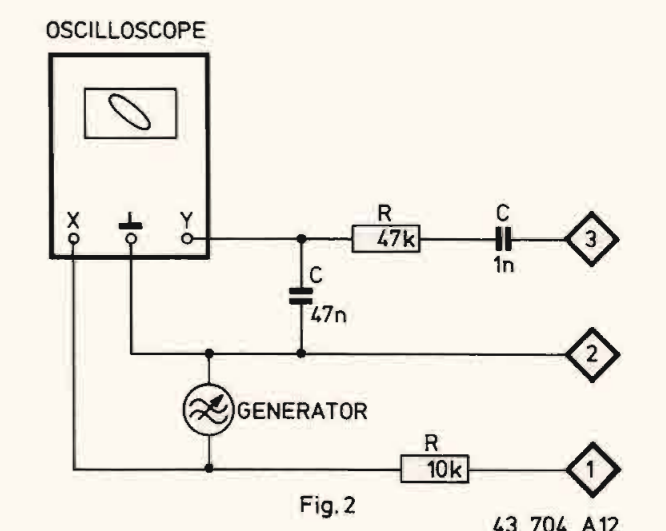 OSCILLOSCOPE
X
Y
R
47k
C
1n
3
C
47n
2
GENERATOR
R
10k
1
Fig. 2
43 704 A12